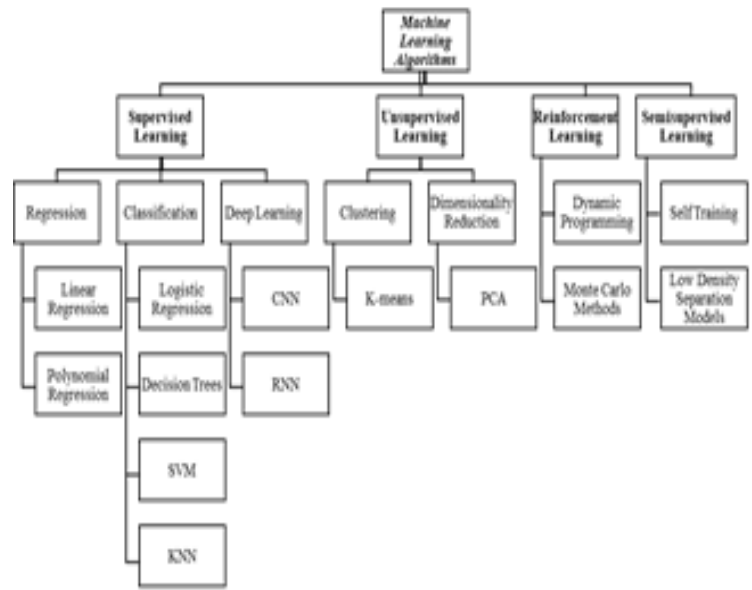 Machine
Learning
Algorithms
Supervised
Learning
Unsupervised
Learning
Reinforcement
Learning
Semisupervised
Learning
Regression
Classification
Deep Learning
Clustering
Dimensionality
Reduction
Dynamic
Programming
Self Training
Linear
Regression
Logistic
Regression
CNN
K-means
PCA
Monte Carlo
Methods
Low Density
Separation
Models
Polynomial
Regression
Decision Trees
RNN
SVM
KNN